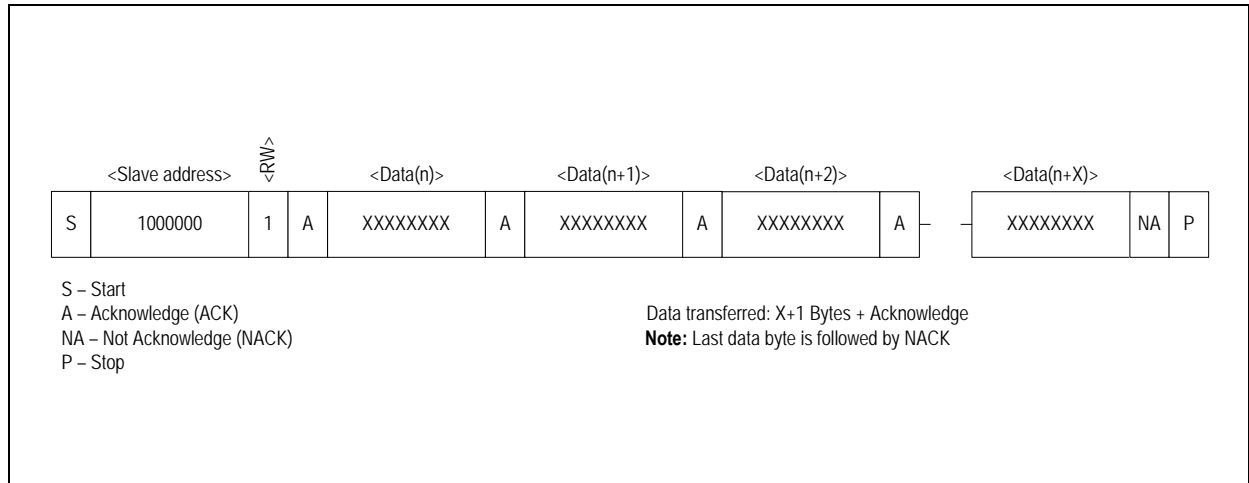 <Slave address> <RW> <Data(n)> <Data(n+1)> <Data(n+2)> <Data(n+X)>
S 1000000 1 A XXXXXXXX A XXXXXXXX A XXXXXXXX A – – XXXXXXXX NA P
S – Start
A – Acknowledge (ACK)
NA – Not Acknowledge (NACK)
P – Stop
Data transferred: X+1 Bytes + Acknowledge
Note: Last data byte is followed by NACK